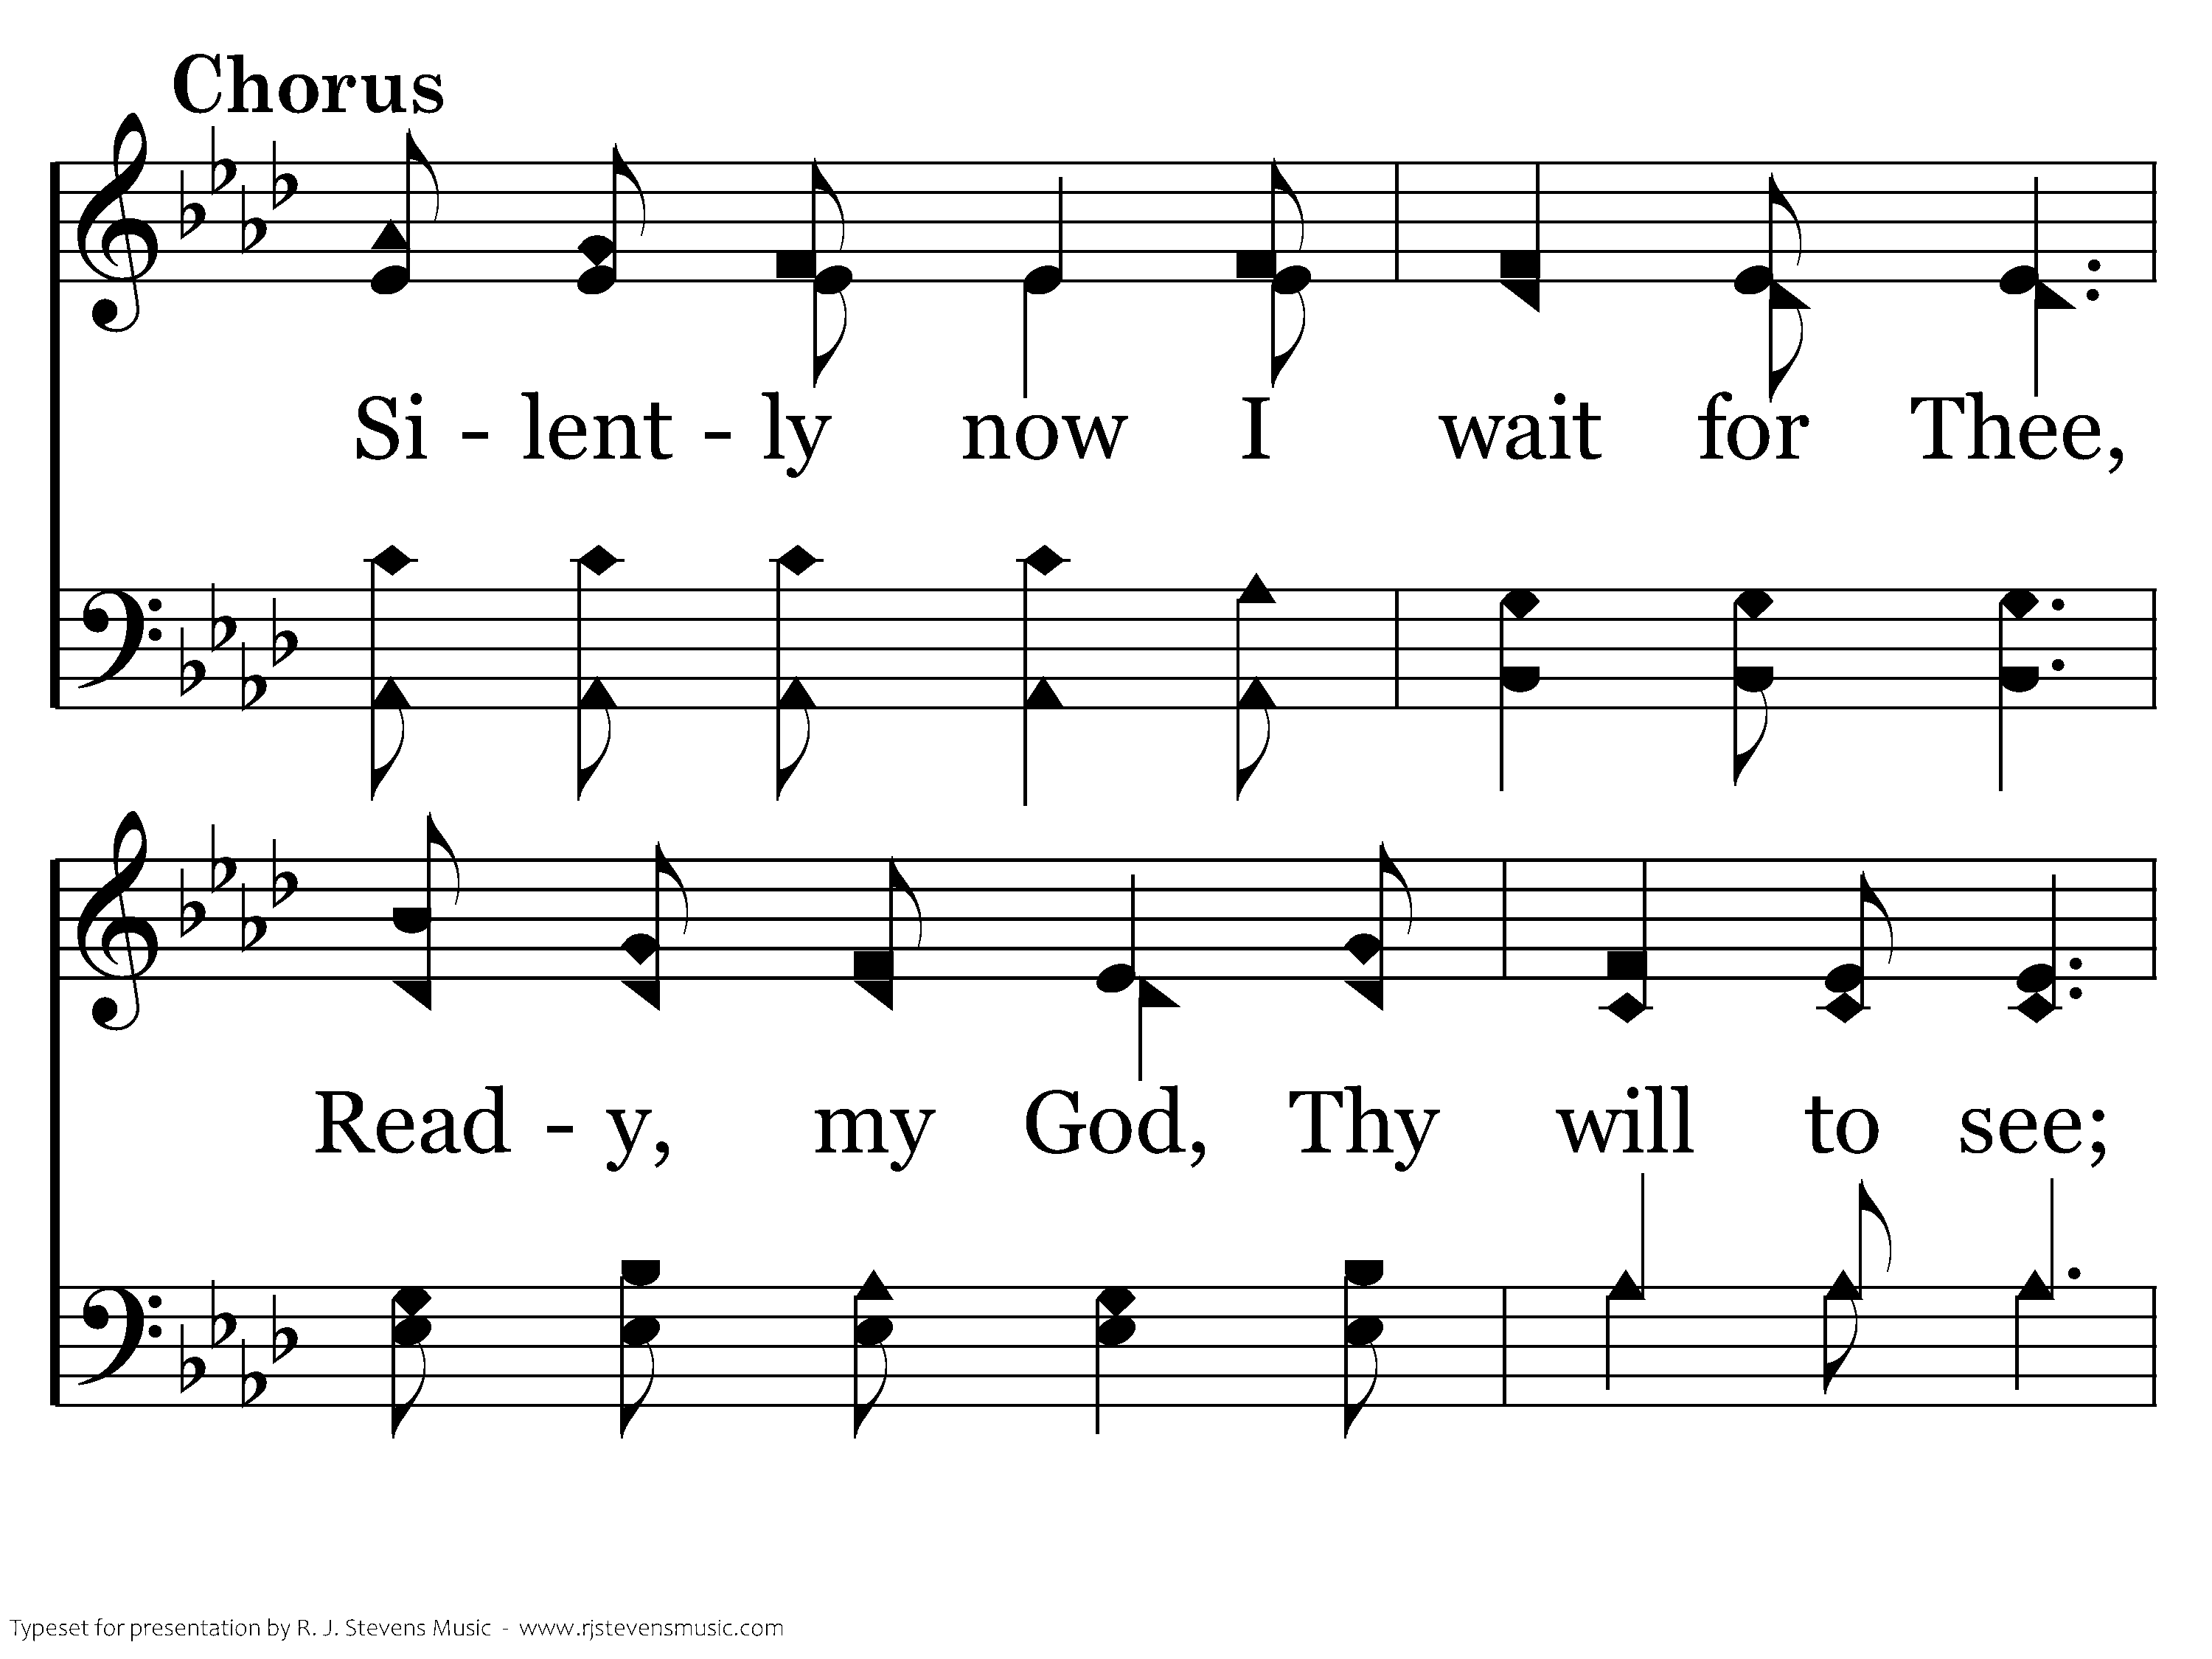 Chorus
Si - lent - ly now I wait for Thee,
Read - y, my God, Thy will to see;
Typeset for presentation by R. J. Stevens Music - www.rjstevensmusic.com